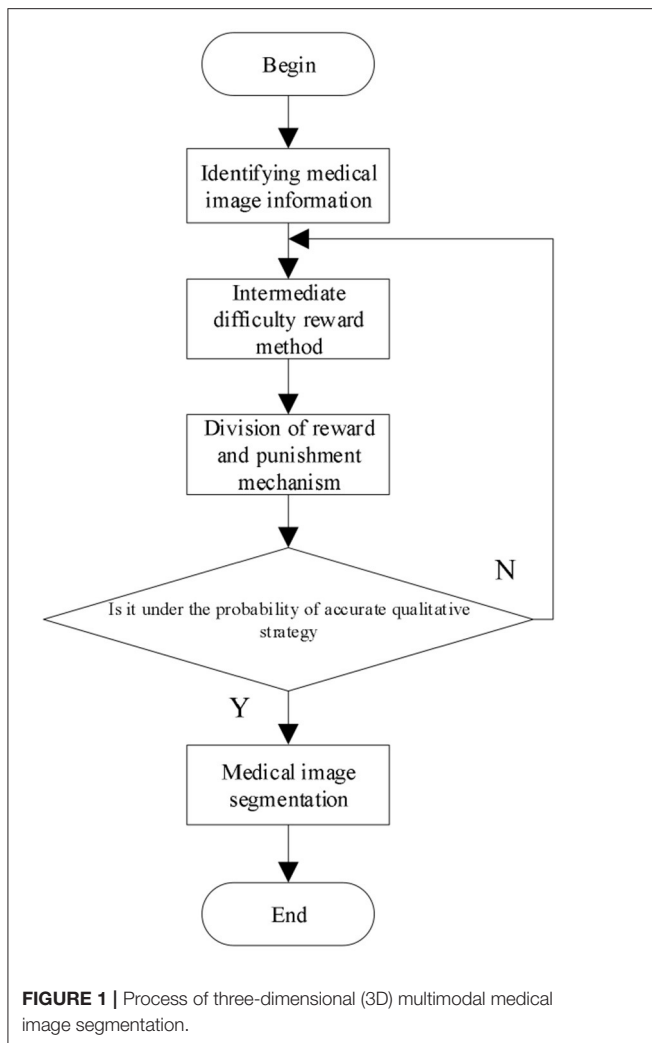 Begin
Identifying medical
image information
Intermediate
difficulty reward
method
Division of reward
and punishment
mechanism
N
Is it under the probability of accurate qualitative
strategy
Y
Medical image
segmentation
End
FIGURE 1 | Process of three-dimensional (3D) multimodal medical
image segmentation.